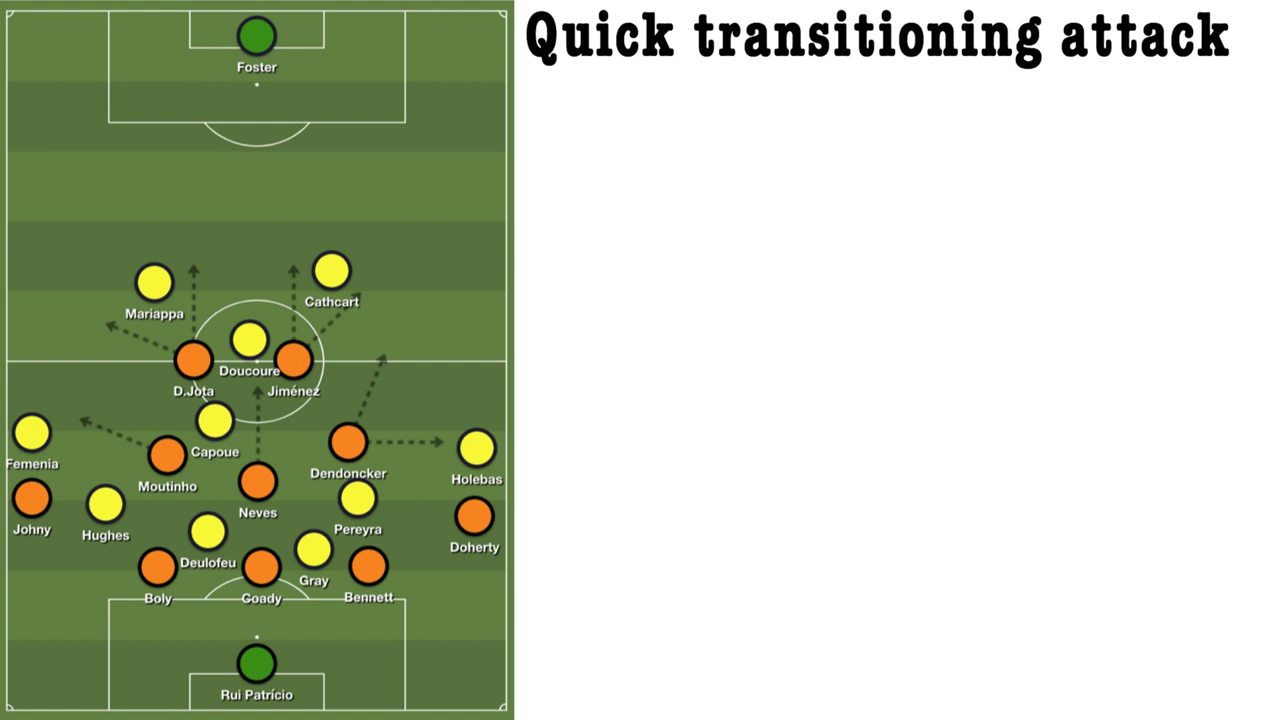 Quick transitioning attack
Foster
Mariappa
Cathcart
Doucoure
D.Jota
Jiménez
Capoue
Femenia
Moutinho
Dendoncker
Holebas
Neves
Johny
Hughes
Pereyra
Doherty
Deulofeu
Gray
Boly
Coady
Bennett
Rui Patrício